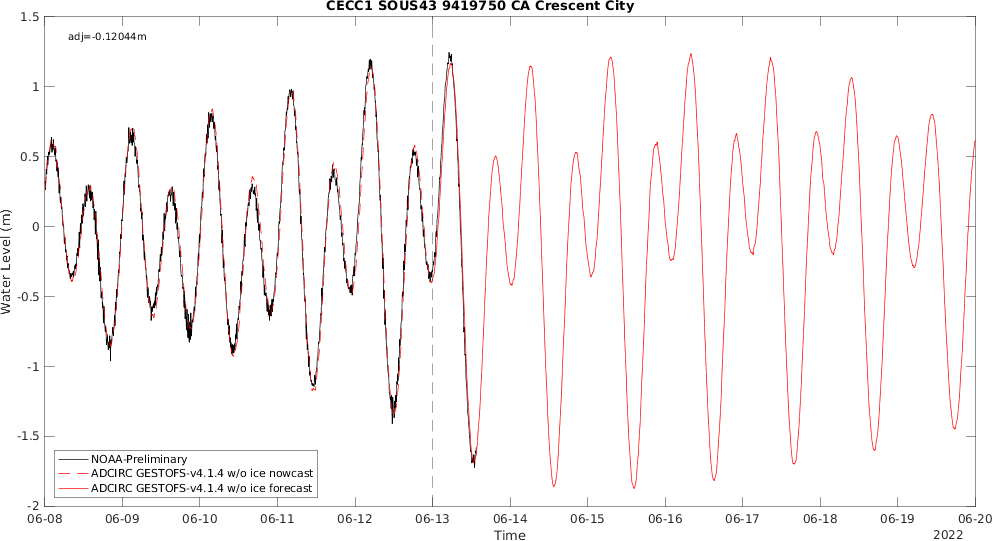 CECC1 SOUS43 9419750 CA Crescent City
adj=-0.12044m
1.5
1
0.5
0
-0.5
-1
-1.5
-2
Water Level (m)
NOAA-Preliminary
ADCIRC GESTOFS-v4.1.4 w/o ice nowcast
ADCIRC GESTOFS-v4.1.4 w/o ice forecast
06-08 06-09 06-10 06-11 06-12 06-13 06-14 06-15 06-16 06-17 06-18 06-19 06-20
Time
2022